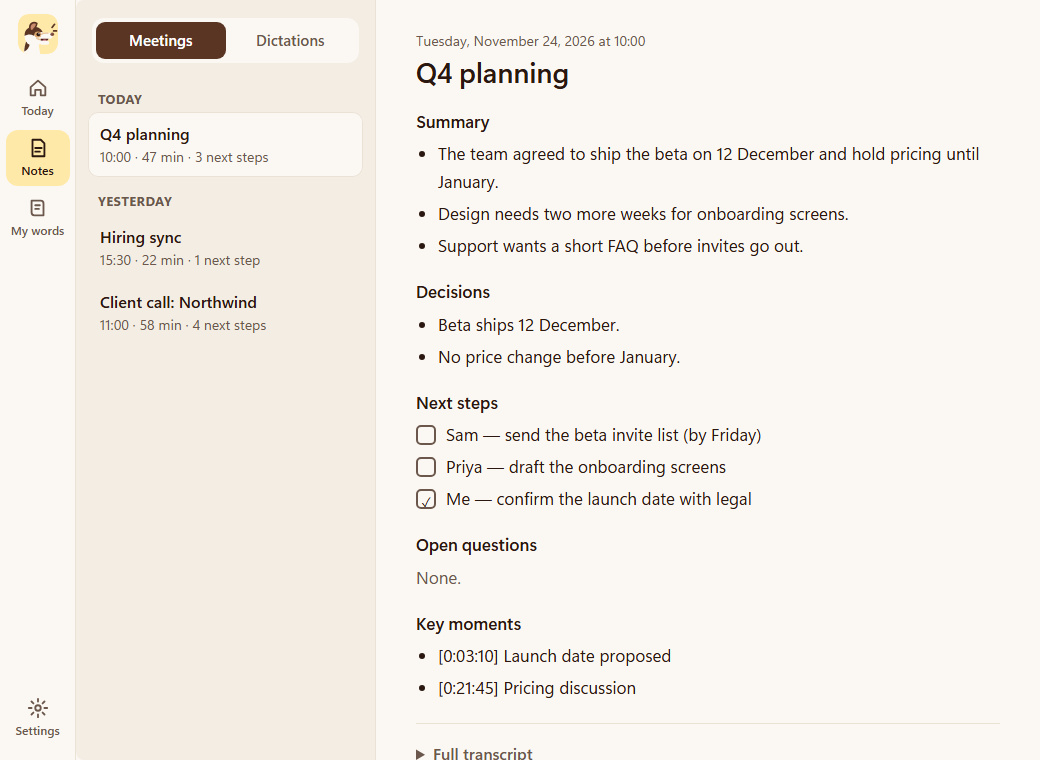 Today
Notes
My words
Settings
Meetings
Dictations
TODAY
Q4 planning
10:00 · 47 min · 3 next steps
YESTERDAY
Hiring sync
15:30 · 22 min · 1 next step
Client call: Northwind
11:00 · 58 min · 4 next steps
Tuesday, November 24, 2026 at 10:00
Q4 planning
Summary
• The team agreed to ship the beta on 12 December and hold pricing until
January.
• Design needs two more weeks for onboarding screens.
• Support wants a short FAQ before invites go out.
Decisions
• Beta ships 12 December.
• No price change before January.
Next steps
Sam — send the beta invite list (by Friday)
Priya — draft the onboarding screens
Me — confirm the launch date with legal
Open questions
None.
Key moments
• [0:03:10] Launch date proposed
• [0:21:45] Pricing discussion
Full transcript